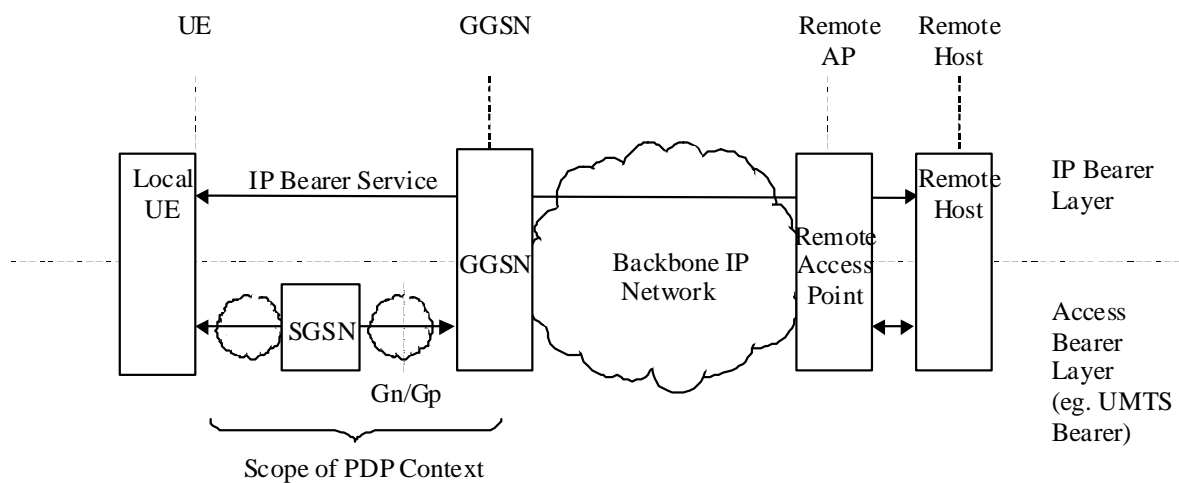 UE
GGSN
Remote
AP
Remote
Host
Local
UE
IP Bearer Service
Remote
Host
IP Bearer
Layer
GGSN
Backbone IP
Network
Remote
Access
Point
SGSN
Gn/Gp
Access
Bearer
Layer
(eg. UMTS
Bearer)
Scope of PDP Context